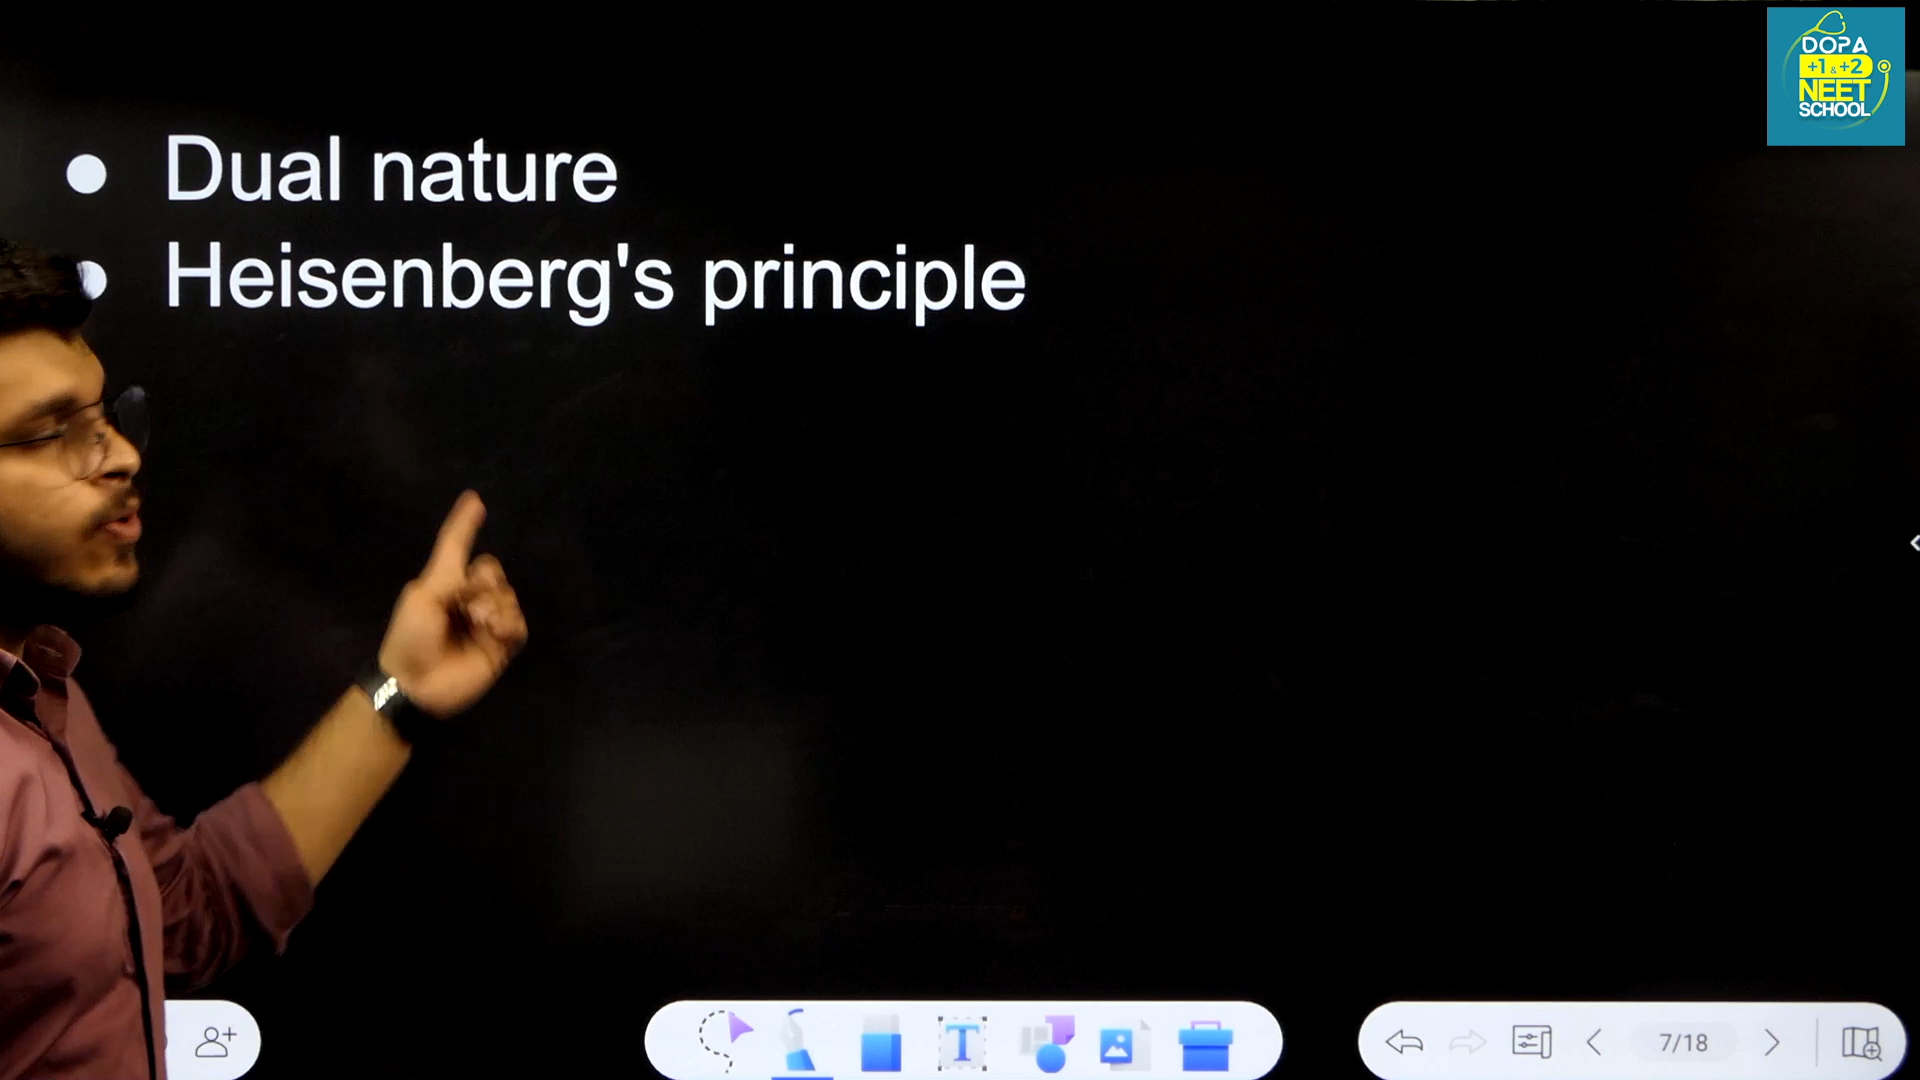 DOPA
+1 & +2
NEET
SCHOOL
● Dual nature
● Heisenberg's principle
T
7/18